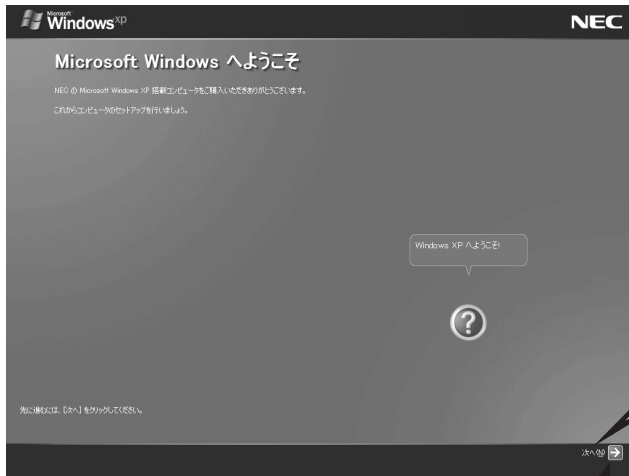 Microsoft
Windows xp
NEC
Microsoft Windows へようこそ
NEC の Microsoft Windows XP 搭載コンピュータをご購入いただきありがとうございます。
これからコンピュータのセットアップを行いましょう。
Windows XP へようこそ!
先に進むには、[次へ] をクリックしてください。
次へ(N)